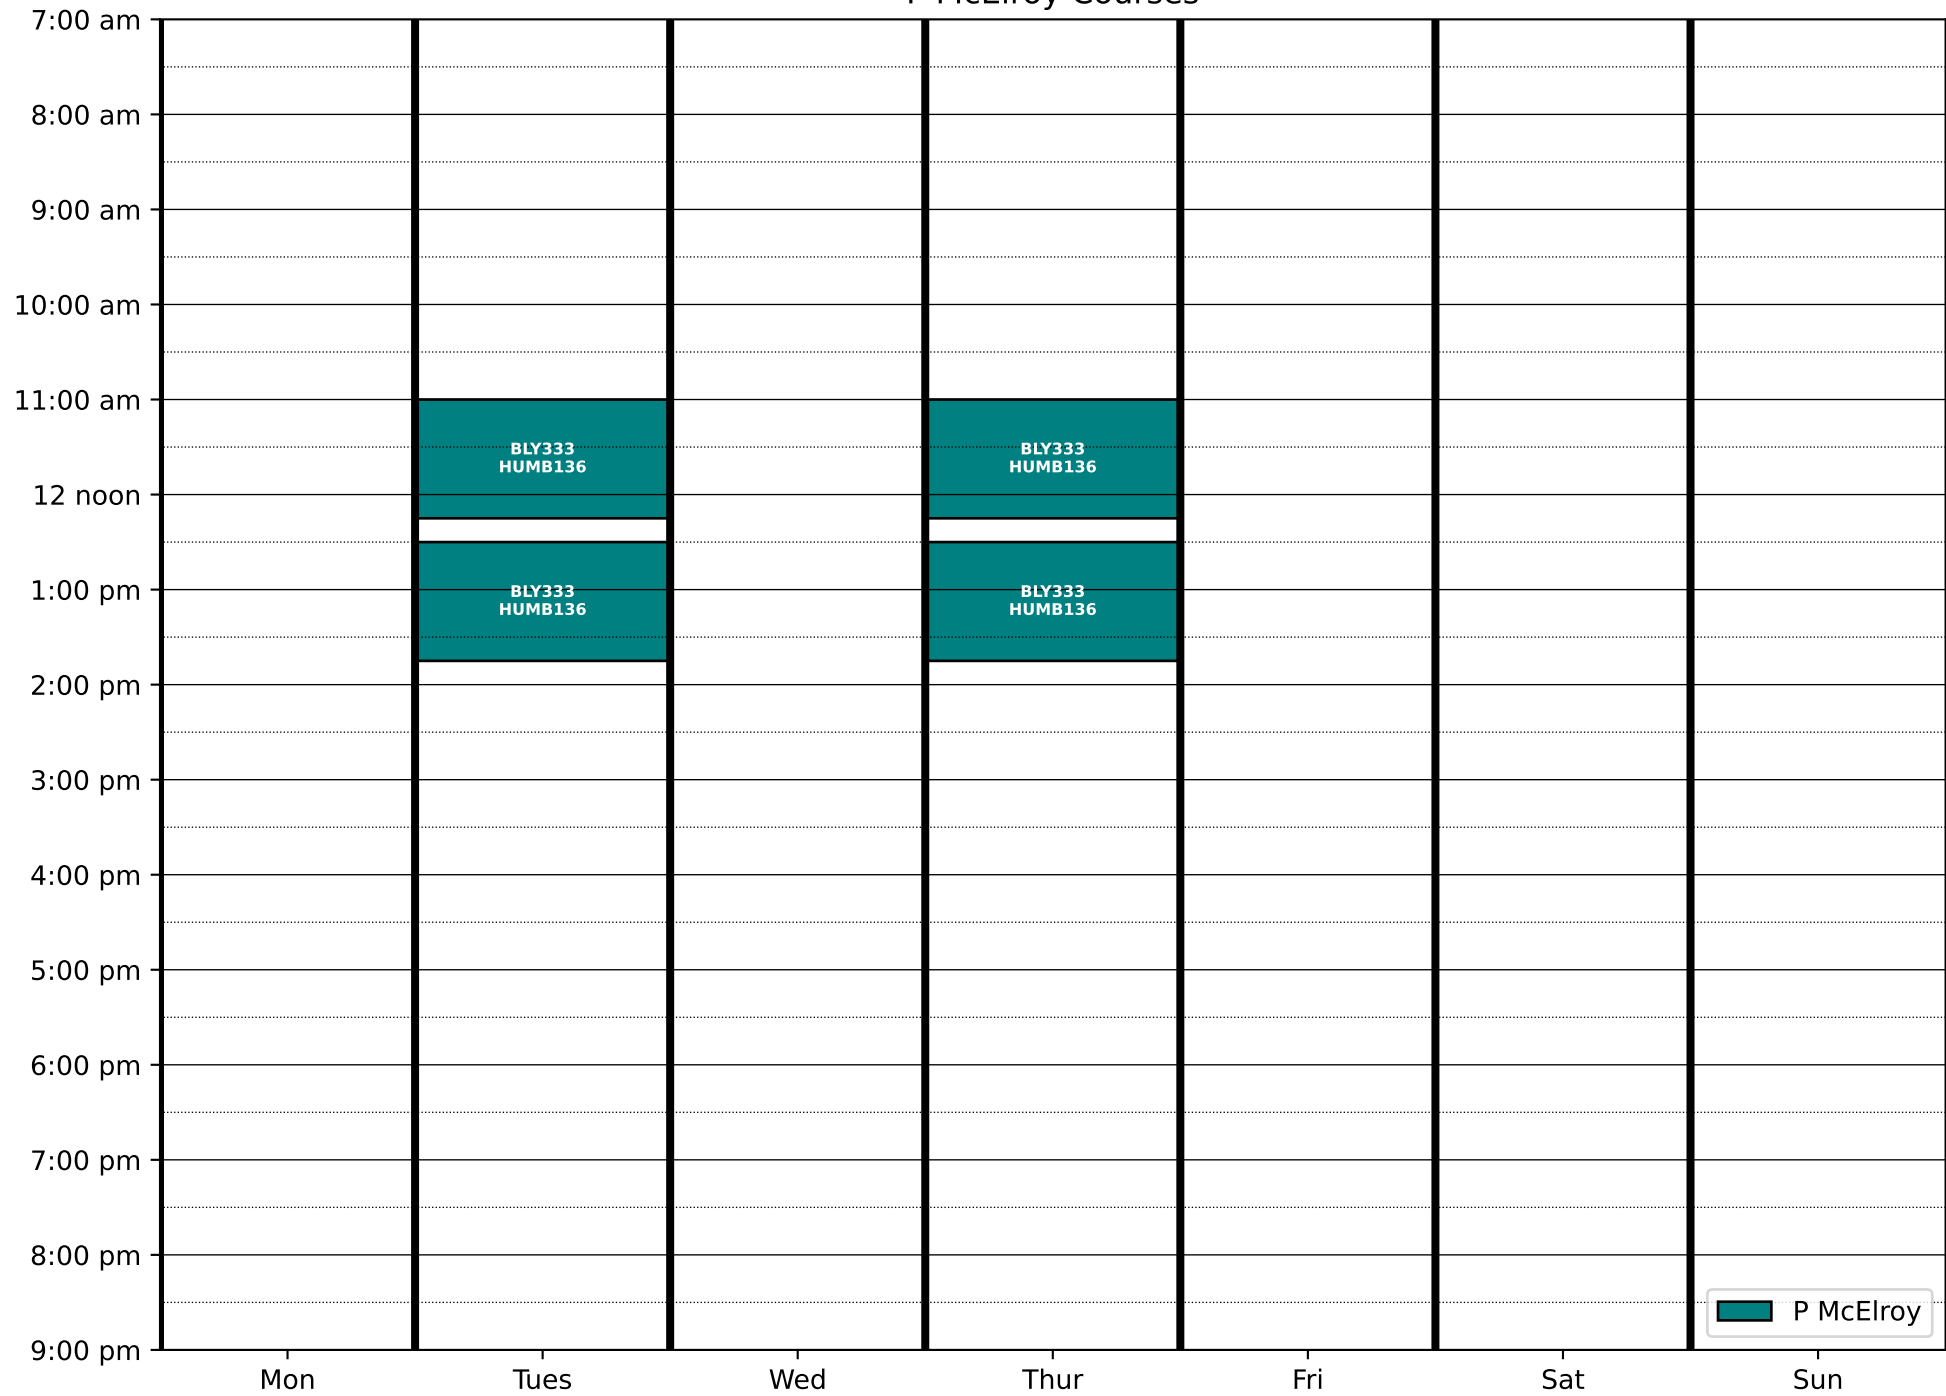 P McElroy Courses
7:00 am
8:00 am
9:00 am
10:00 am
11:00 am
BLY333
HUMB136
BLY333
HUMB136
12 noon
BLY333
HUMB136
BLY333
HUMB136
1:00 pm
2:00 pm
3:00 pm
4:00 pm
5:00 pm
6:00 pm
7:00 pm
8:00 pm
P McElroy
9:00 pm
Mon Tues Wed Thur Fri Sat Sun